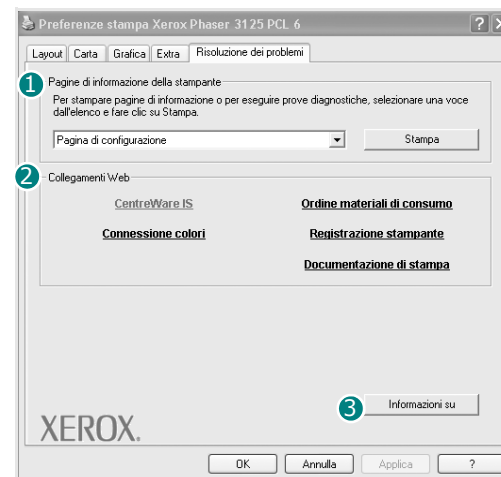 Preferenze stampa Xerox Phaser 3125 PCL 6
?
Layout Carta Grafica Extra Risoluzione dei problemi
1 Pagine di informazione della stampante
Per stampare pagine di informazione o per eseguire prove diagnostiche, selezionare una voce
dall'elenco e fare clic su Stampa.
Pagina di configurazione Stampa
2 Collegamenti Web
CentreWare IS Ordine materiali di consumo
Connessione colori Registrazione stampante
Documentazione di stampa
3 Informazioni su
XEROX.
OK Annulla Applica ?